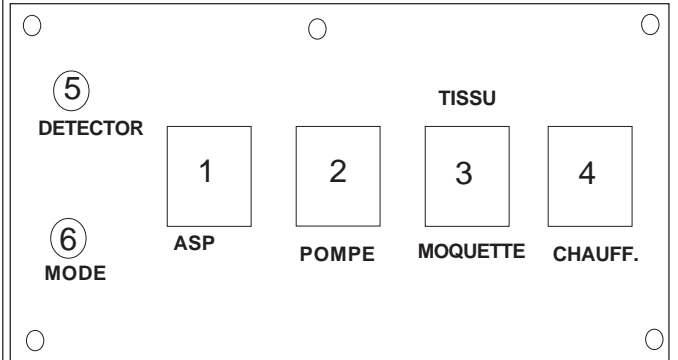 5
DETECTOR
TISSU
1
2
3
4
6
MODE
ASP
POMPE
MOQUETTE
CHAUFF.